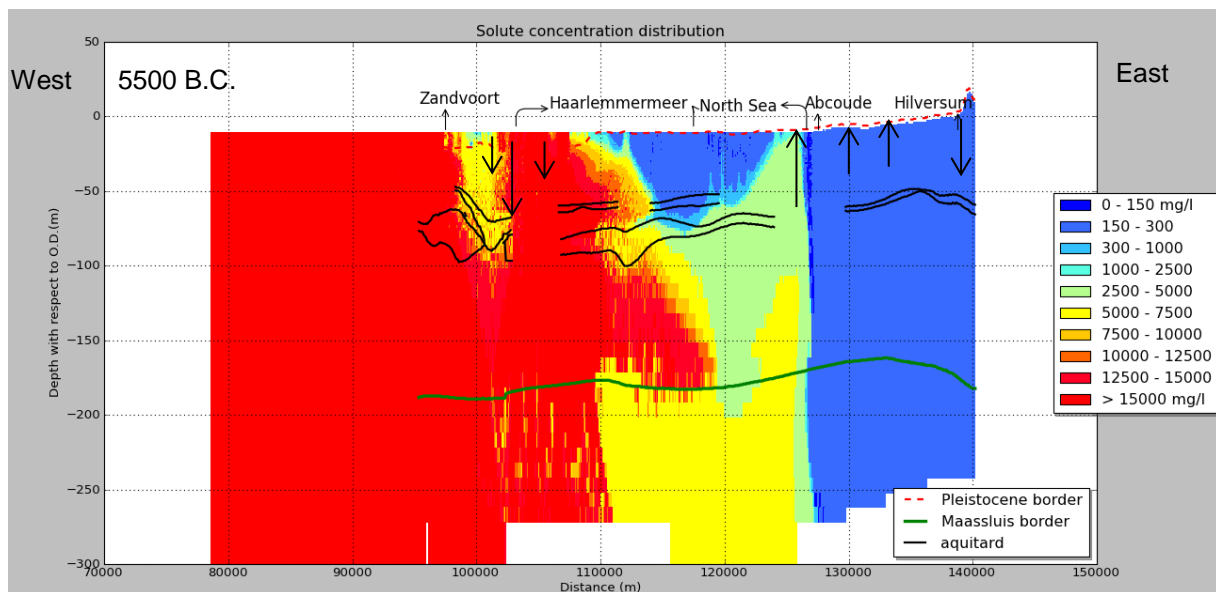 Solute concentration distribution
West
5500 B.C.
East
Zandvoort
Haarlemmermeer
North Sea
Abcoude
Hilversum
Depth with respect to O.D.(m)
50
0
−50
−100
−150
−200
−250
−300
0 - 150 mg/l
150 - 300
300 - 1000
1000 - 2500
2500 - 5000
5000 - 7500
7500 - 10000
10000 - 12500
12500 - 15000
> 15000 mg/l
Pleistocene border
Maassluis border
aquitard
70000 80000 90000 100000 110000 120000 130000 140000 150000
Distance (m)